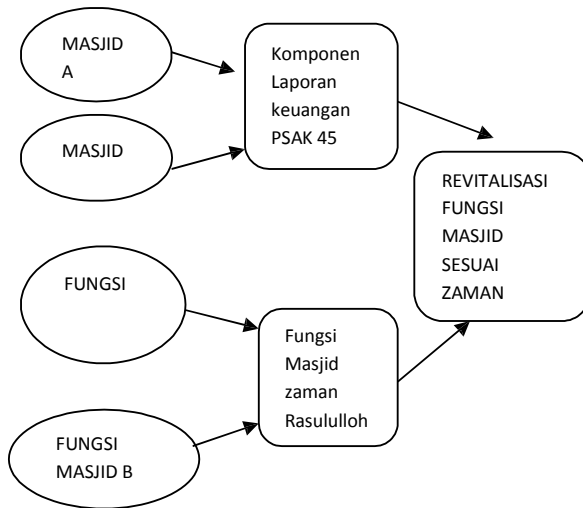 MASJID
A
MASJID
Komponen
Laporan
keuangan
PSAK 45
REVITALISASI
FUNGSI
MASJID
SESUAI
ZAMAN
FUNGSI
Fungsi
Masjid
zaman
Rasululloh
FUNGSI
MASJID B